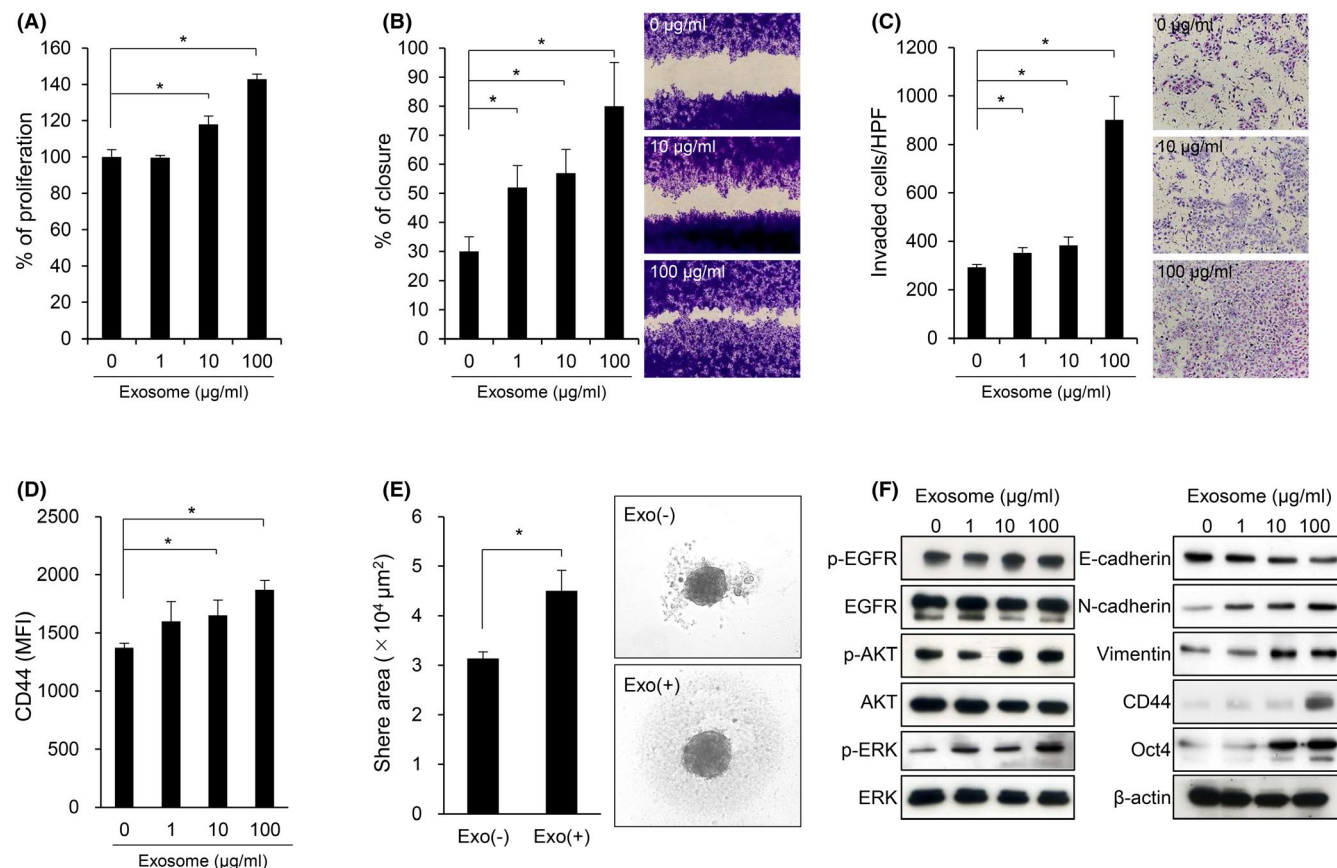 (A)
*
*
160
140
120
100
80
60
40
20
0
% of proliferation
0 1 10 100
Exosome (µg/ml)
(B)
*
*
*
100
90
80
70
60
50
40
30
20
10
0
% of closure
0 1 10 100
Exosome (µg/ml)
0 µg/ml
10 µg/ml
100 µg/ml
(C)
*
*
*
1200
1000
800
600
400
200
0
Invaded cells/HPF
0 1 10 100
Exosome (µg/ml)
0 µg/ml
10 µg/ml
100 µg/ml
(D)
*
*
2500
2000
1500
1000
500
0
CD44 (MFI)
0 1 10 100
Exosome (µg/ml)
(E)
*
6
5
4
3
2
1
0
Shere area (×10⁴ µm²)
Exo(-) Exo(+)
Exo(-)
Exo(+)
(F)
Exosome (µg/ml)
0 1 10 100
p-EGFR
EGFR
p-AKT
AKT
p-ERK
ERK
Exosome (µg/ml)
0 1 10 100
E-cadherin
N-cadherin
Vimentin
CD44
Oct4
β-actin